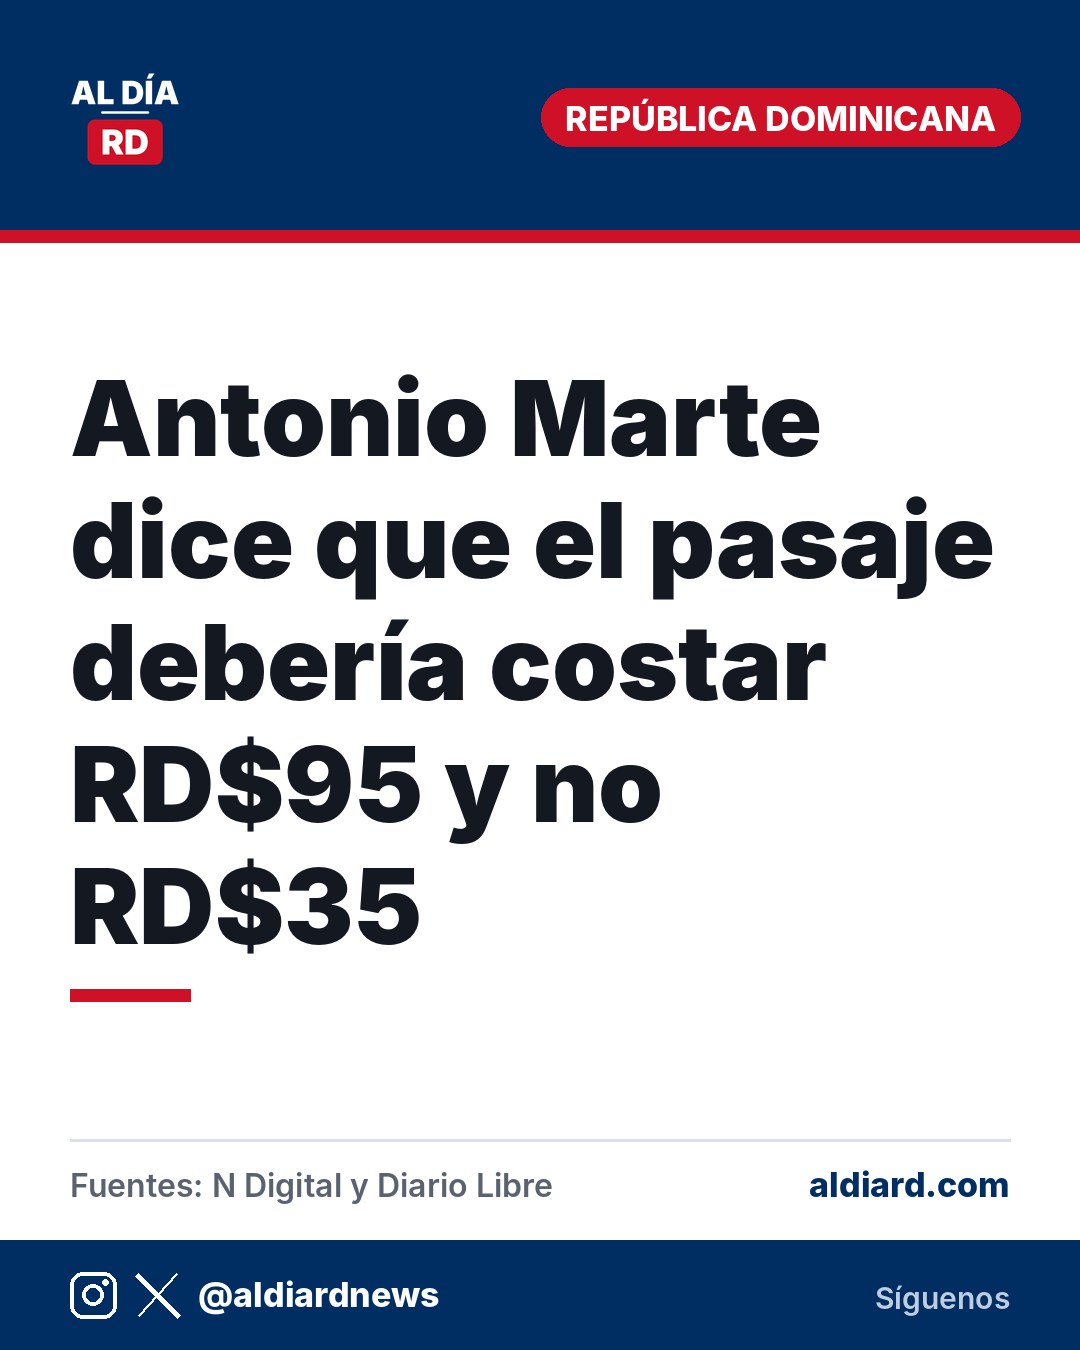 AL DÍA
RD
REPÚBLICA DOMINICANA
Antonio Marte
dice que el pasaje
debería costar
RD$95 y no
RD$35
Fuentes: N Digital y Diario Libre
aldiard.com
@aldiardnews
Síguenos